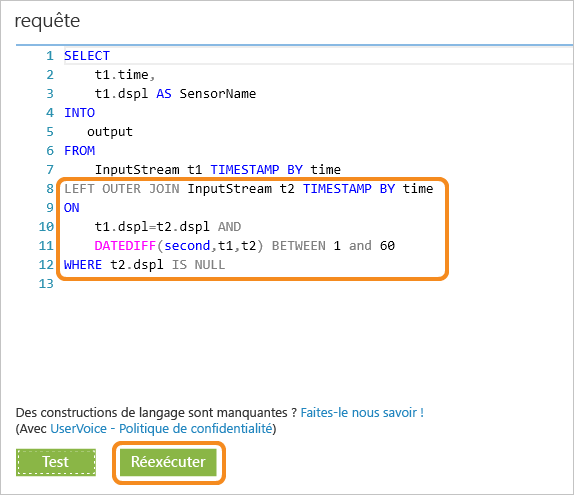 requête
1 SELECT
2 t1.time,
3 t1.dspl AS SensorName
4 INTO
5 output
6 FROM
7 InputStream t1 TIMESTAMP BY time
8 LEFT OUTER JOIN InputStream t2 TIMESTAMP BY time
9 ON
10 t1.dspl=t2.dspl AND
11 DATEDIFF(second,t1,t2) BETWEEN 1 and 60
12 WHERE t2.dspl IS NULL
13
Des constructions de langage sont manquantes ? Faites-le nous savoir !
(Avec UserVoice - Politique de confidentialité)
Test Réexécuter